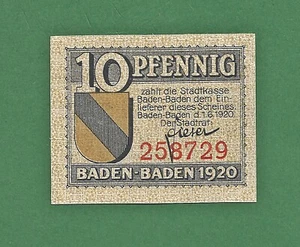 10 PFENNIG
zahlt die Stadtkasse
Baden-Baden dem Ein-
lieferer dieses Scheines.
Baden-Baden d.1.6.1920.
Der Stadtrat:
Fieser
258729
BADEN-BADEN 1920